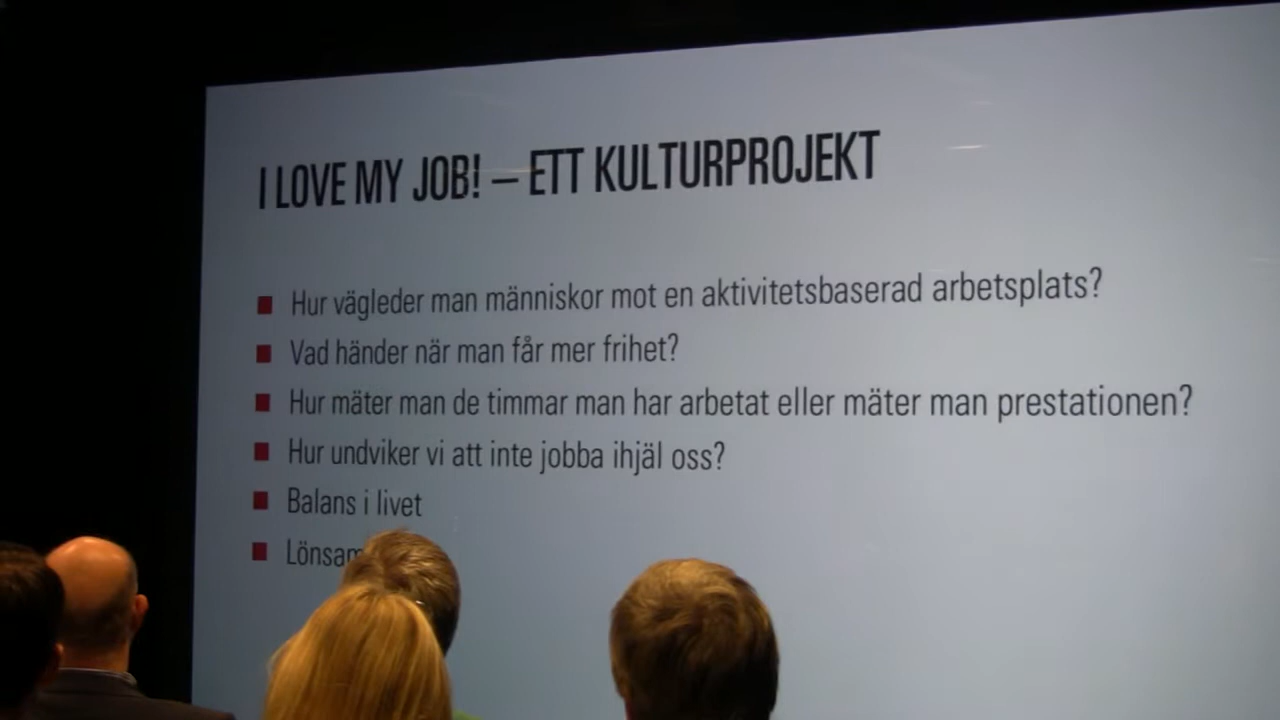 I LOVE MY JOB! – ETT KULTURPROJEKT
Hur vägleder man människor mot en aktivitetsbaserad arbetsplats?
Vad händer när man får mer frihet?
Hur mäter man de timmar man har arbetat eller mäter man prestationen?
Hur undviker vi att inte jobba ihjäl oss?
Balans i livet